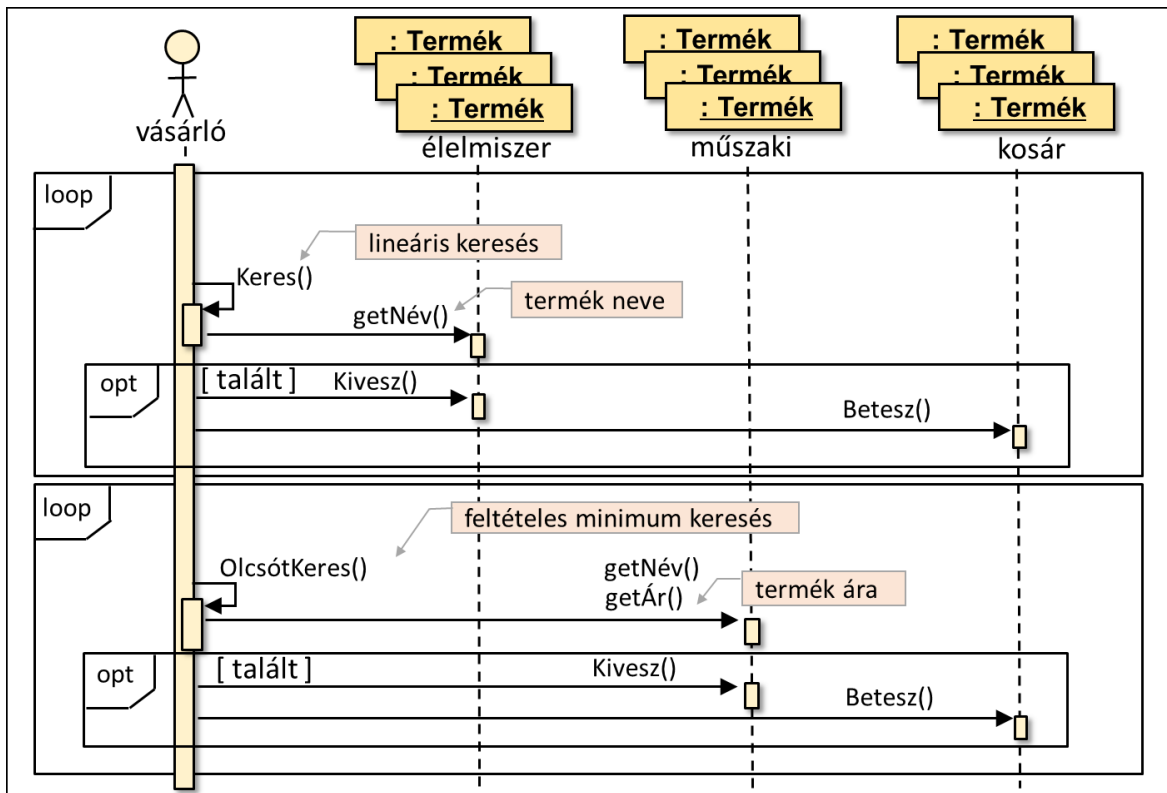 : Termék
: Termék
: Termék
: Termék
: Termék
: Termék
: Termék
: Termék
: Termék
vásárló
élelmiszer
műszaki
kosár
loop
lineáris keresés
Keres()
termék neve
getNév()
opt
[ talált ]
Kivesz()
Betesz()
loop
feltételes minimum keresés
OlcsótKeres()
getNév()
getÁr()
termék ára
opt
[ talált ]
Kivesz()
Betesz()